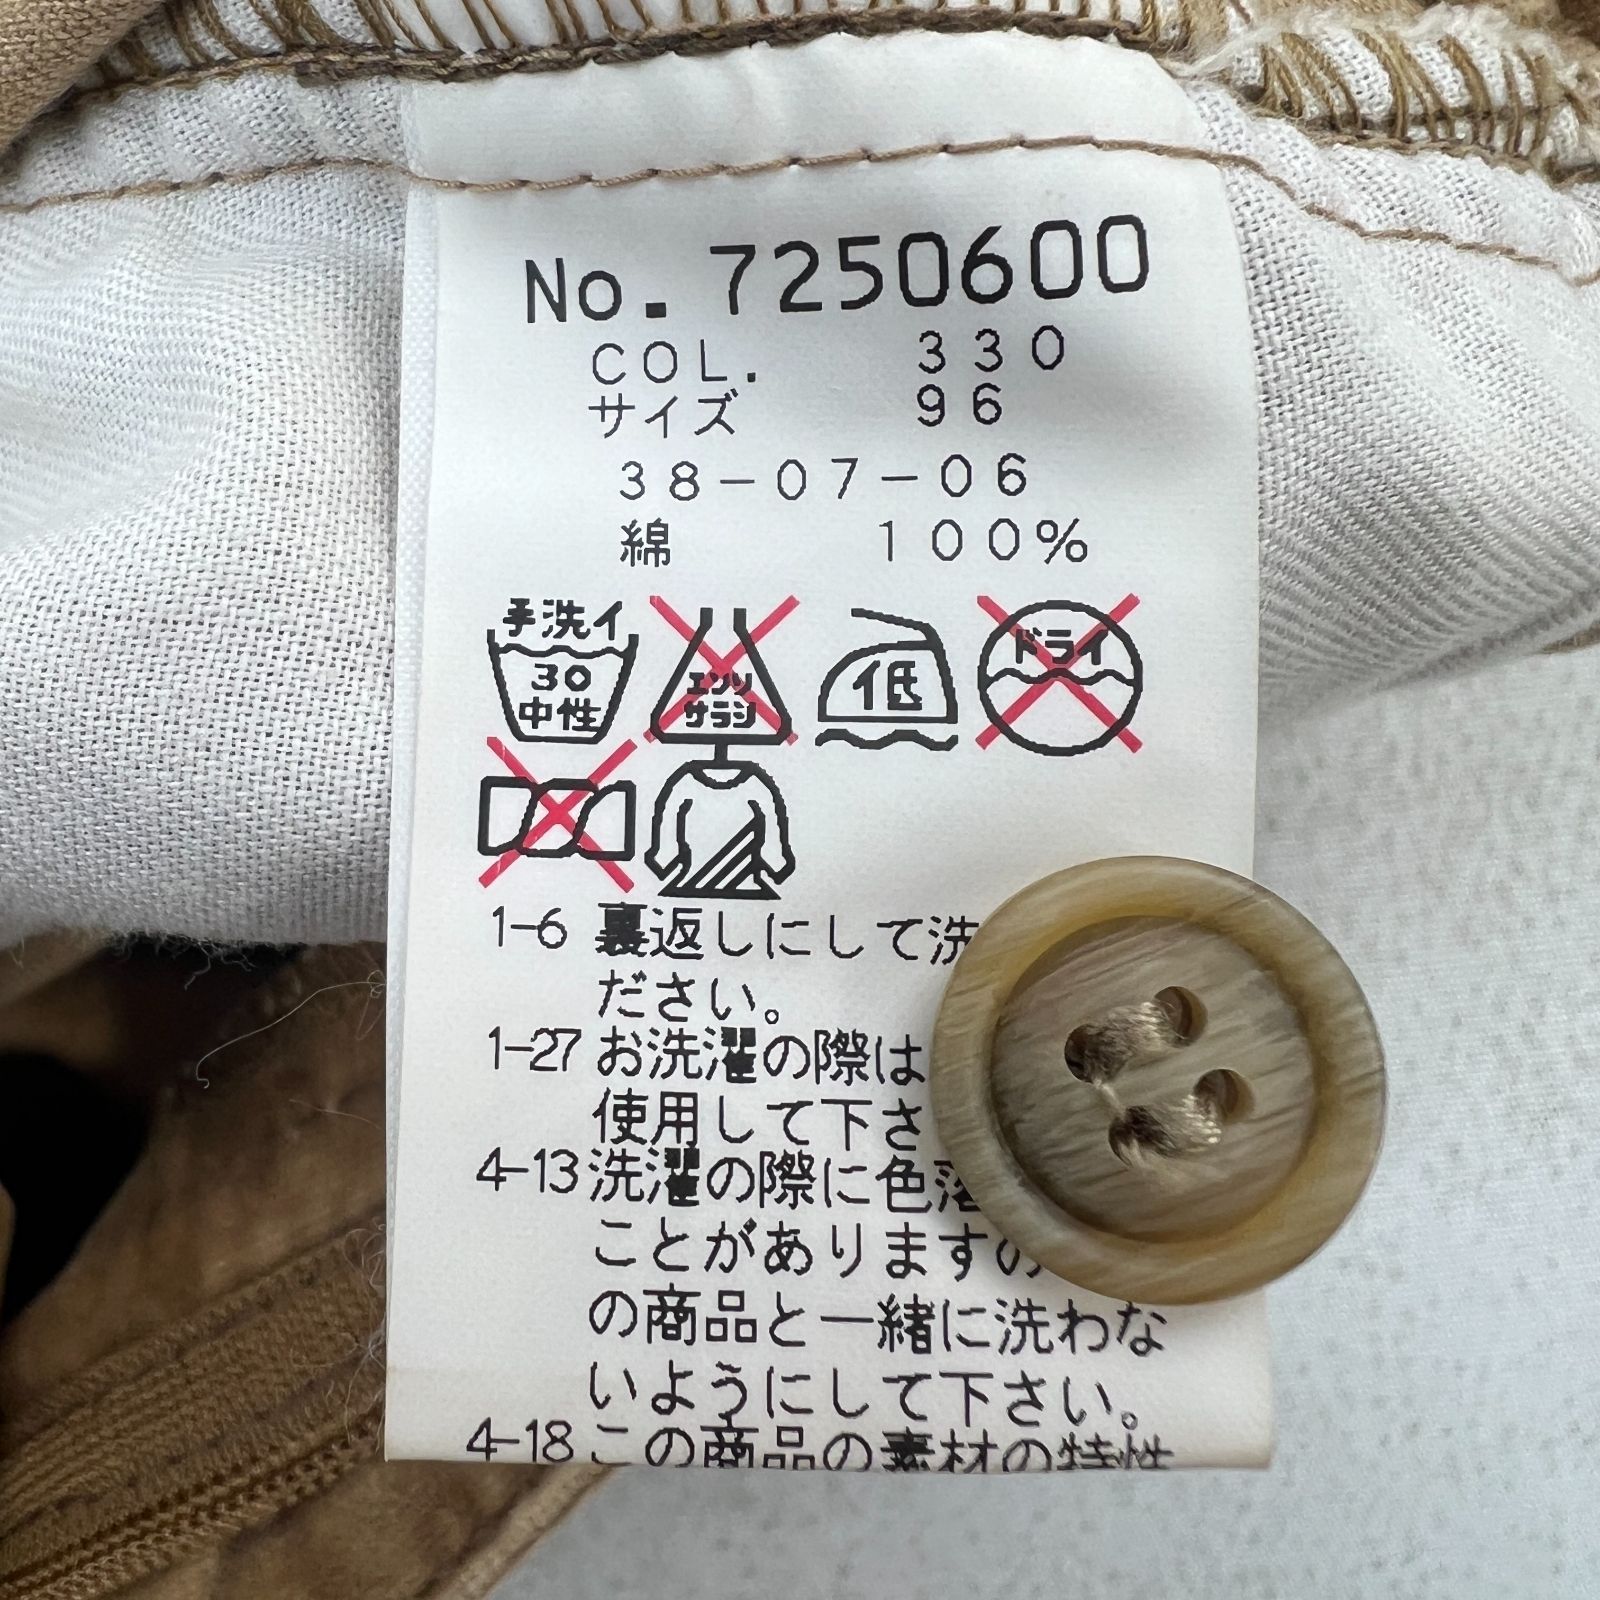 No. 7250600
COL. 330
サイズ 96
38-07-06
綿 100%
手洗イ
30
中性
エンソ
サラシ
低
ドライ
1-6 裏返しにして洗
ださい。
1-27 お洗濯の際は
使用して下さ
4-13 洗濯の際に色落
ことがありますの
の商品と一緒に洗わな
いようにして下さい。
4-18 この商品の素材の特性